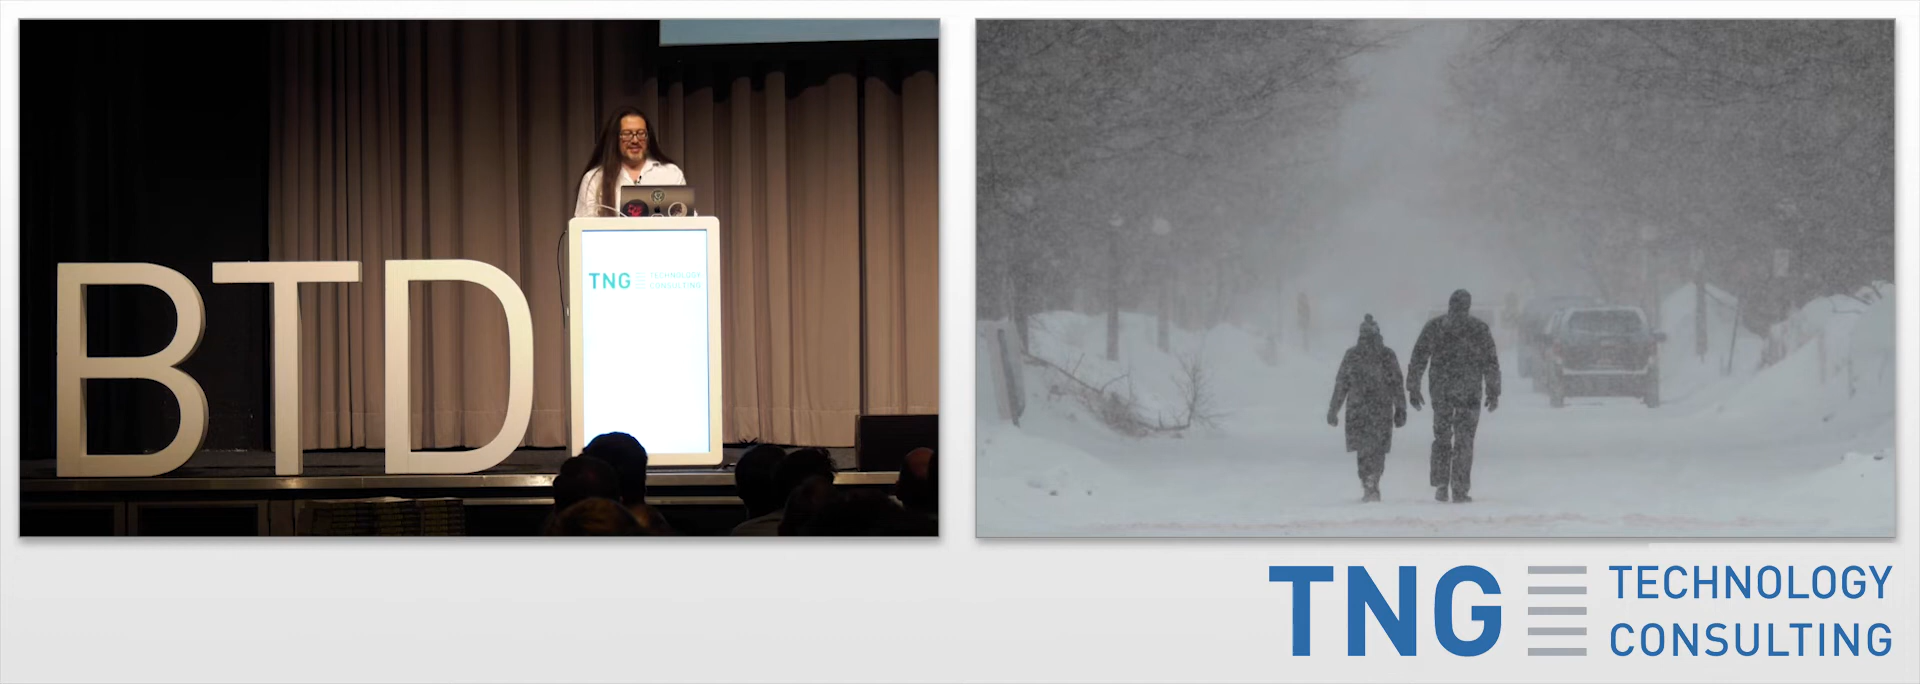 BTD
TNG TECHNOLOGY
CONSULTING
TNG TECHNOLOGY
CONSULTING